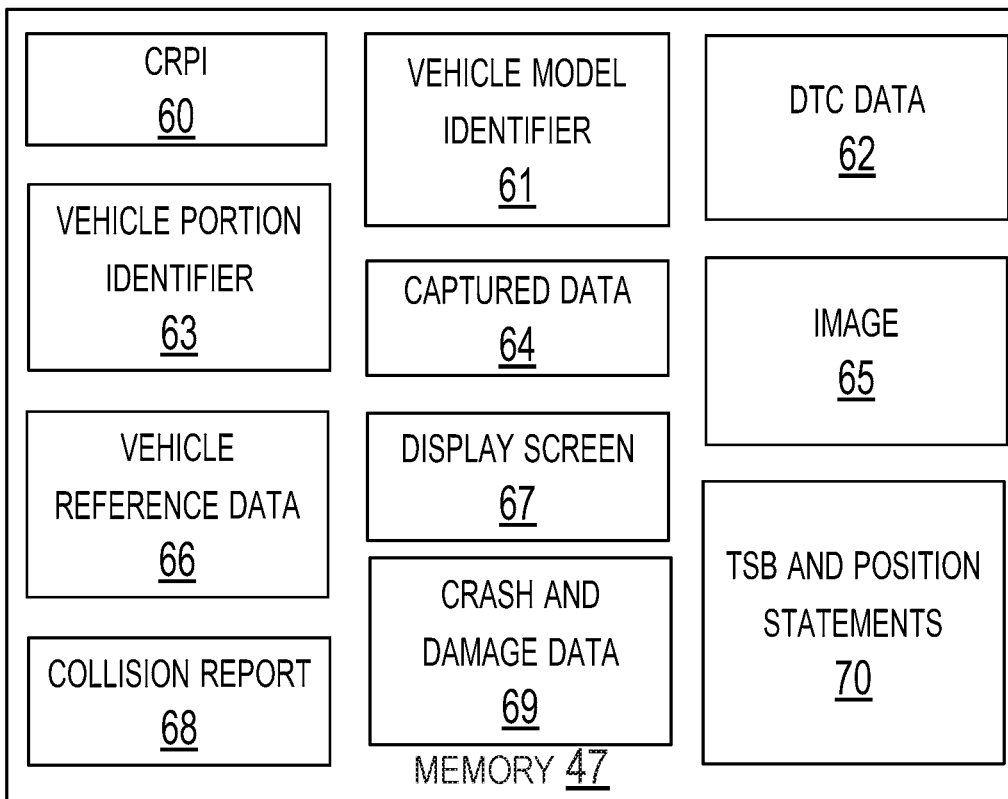 CRPI
60
VEHICLE MODEL
IDENTIFIER
61
DTC DATA
62
VEHICLE PORTION
IDENTIFIER
63
CAPTURED DATA
64
IMAGE
65
VEHICLE
REFERENCE DATA
66
DISPLAY SCREEN
67
COLLISION REPORT
68
CRASH AND
DAMAGE DATA
69
TSB AND POSITION
STATEMENTS
70
MEMORY 47